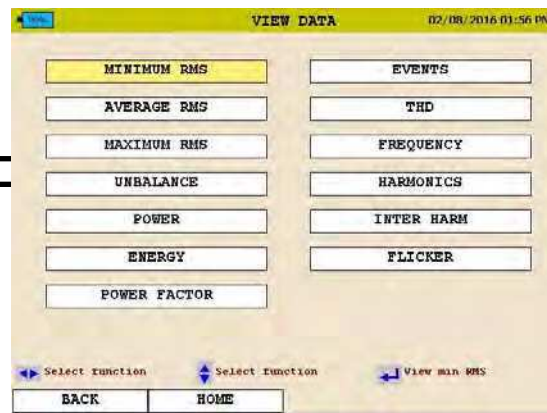 VIEW DATA 02/08/2016 01:56 PM
MINIMUM RMS
AVERAGE RMS
MAXIMUM RMS
UNBALANCE
POWER
ENERGY
POWER FACTOR
EVENTS
THD
FREQUENCY
HARMONICS
INTER HARM
FLICKER
Select function Select function View min RMS
BACK HOME